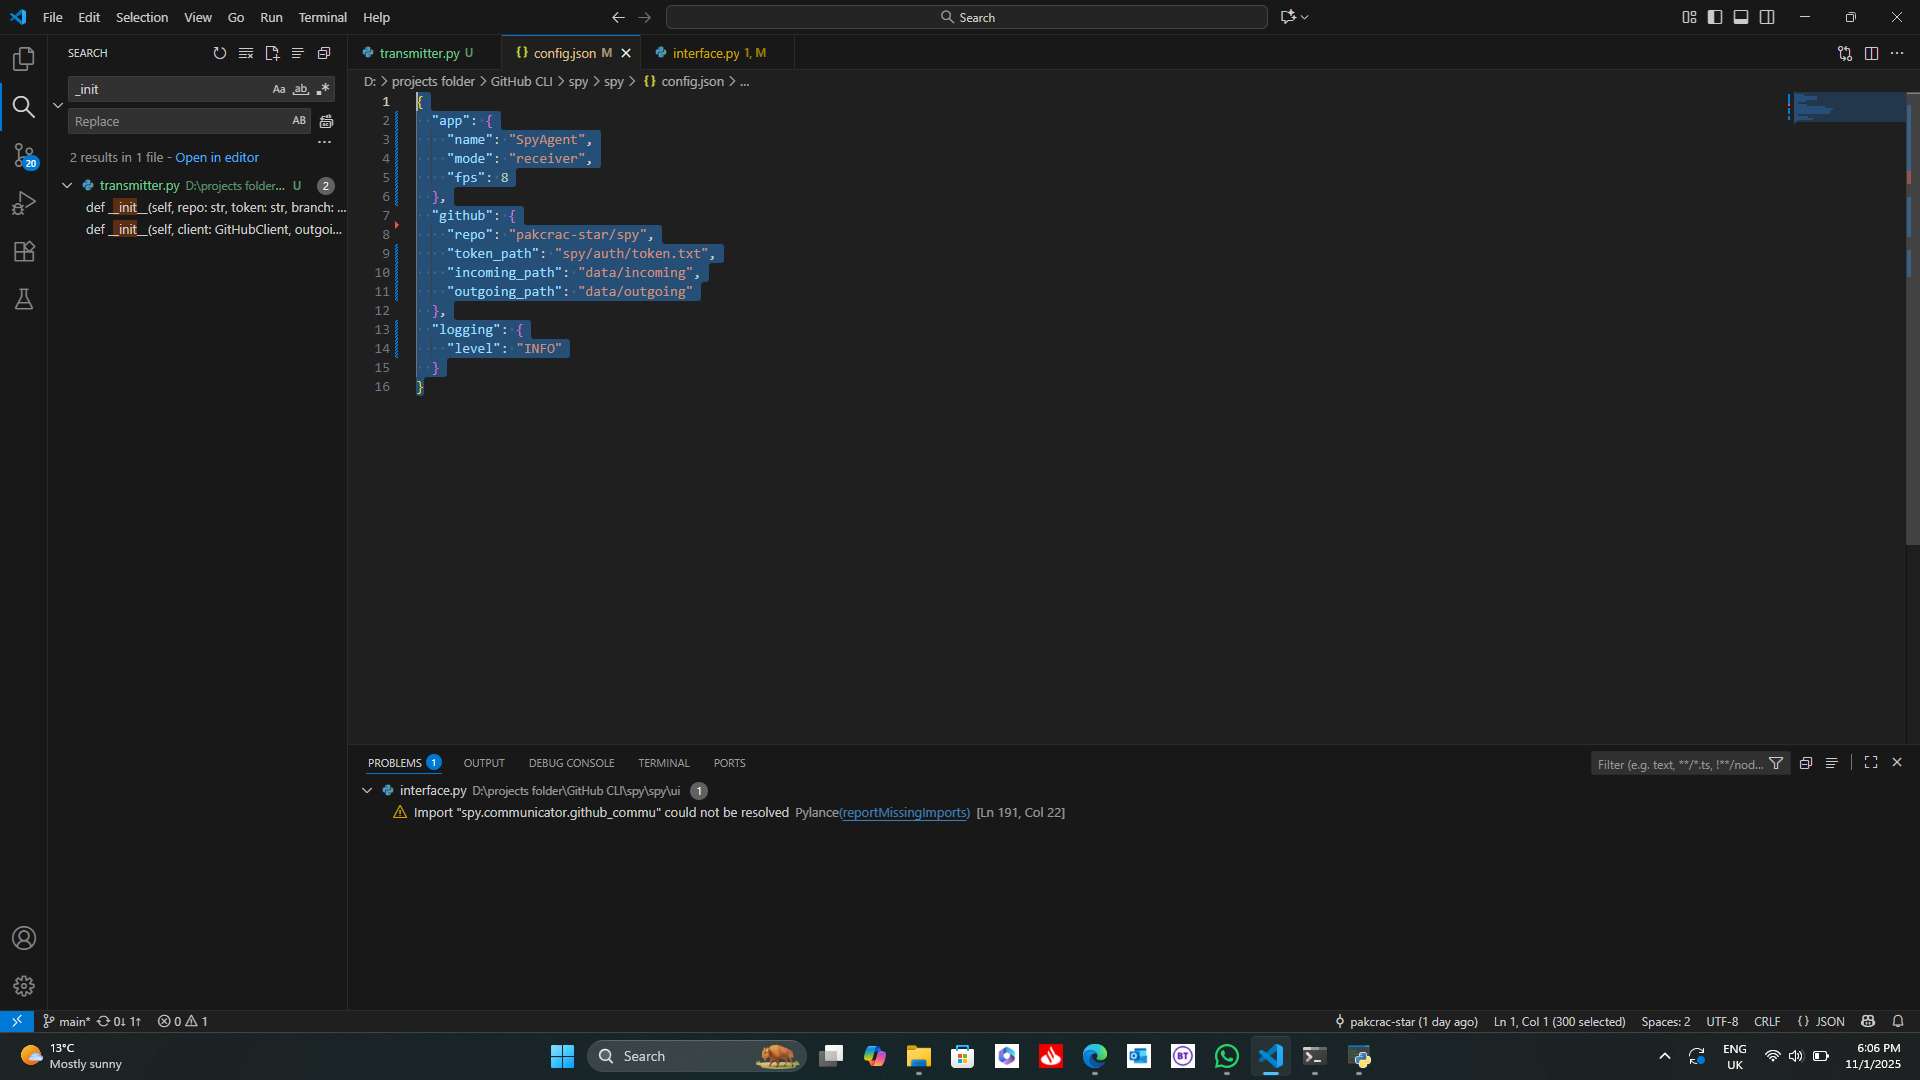 File Edit Selection View Go Run Terminal Help
Search
SEARCH
_init
Aa ab .*
Replace
AB
2 results in 1 file - Open in editor
transmitter.py D:\projects folder... U 2
def __init__(self, repo: str, token: str, branch: ...
def __init__(self, client: GitHubClient, outgoi...
20
transmitter.py U
{} config.json M
interface.py 1, M
D: > projects folder > GitHub CLI > spy > spy > {} config.json > ...
1 {
2 "app": {
3 "name": "SpyAgent",
4 "mode": "receiver",
5 "fps": 8
6 },
7 "github": {
8 "repo": "pakcrac-star/spy",
9 "token_path": "spy/auth/token.txt",
10 "incoming_path": "data/incoming",
11 "outgoing_path": "data/outgoing"
12 },
13 "logging": {
14 "level": "INFO"
15 }
16 }
PROBLEMS 1 OUTPUT DEBUG CONSOLE TERMINAL PORTS
Filter (e.g. text, **/*.ts, !**/nod...
interface.py D:\projects folder\GitHub CLI\spy\spy\ui 1
Import "spy.communicator.github_commu" could not be resolved Pylance(reportMissingImports) [Ln 191, Col 22]
main* 0↓ 1↑ 0 1
pakcrac-star (1 day ago) Ln 1, Col 1 (300 selected) Spaces: 2 UTF-8 CRLF {} JSON
13°C
Mostly sunny
Search
BT
ENG
UK
6:06 PM
11/1/2025